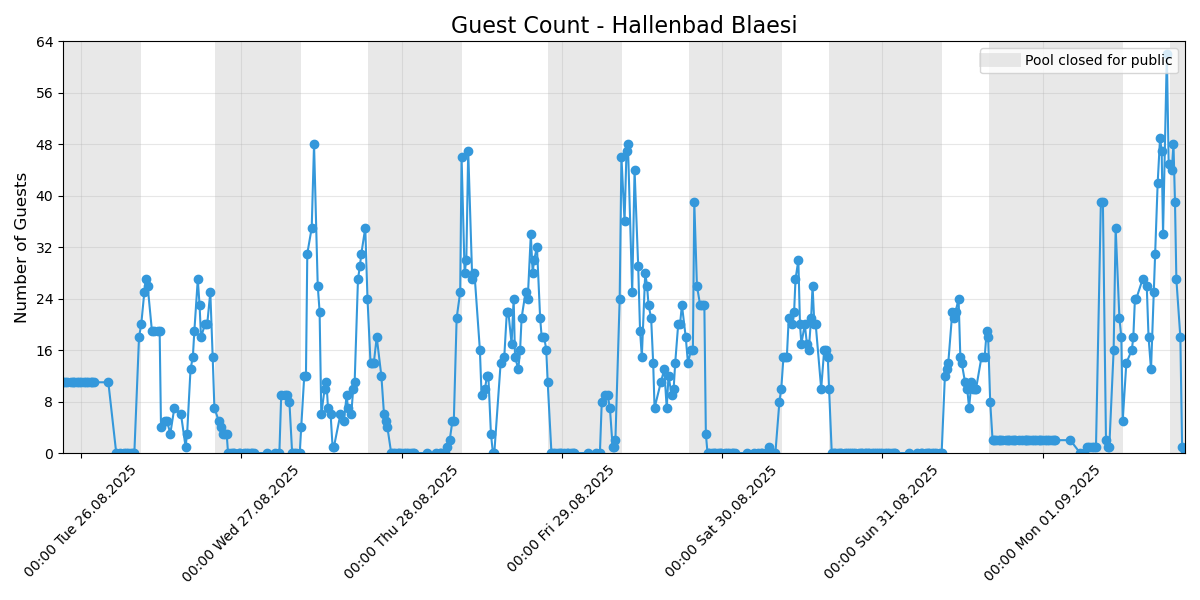 Guest Count - Hallenbad Blaesi
Pool closed for public
Number of Guests
64
56
48
40
32
24
16
8
0
00:00 Tue 26.08.2025
00:00 Wed 27.08.2025
00:00 Thu 28.08.2025
00:00 Fri 29.08.2025
00:00 Sat 30.08.2025
00:00 Sun 31.08.2025
00:00 Mon 01.09.2025